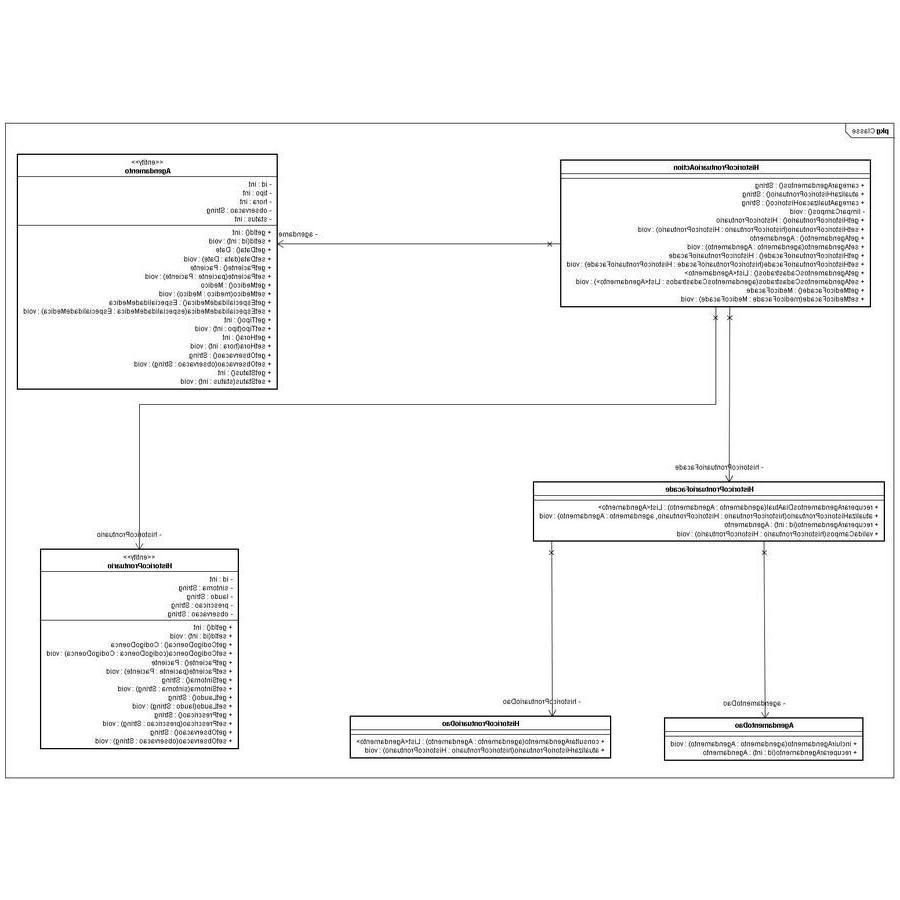 pkg Classe
HistoricoProntuarioAction
+ carregarAgendamentos() : String
+ atualizarHistoricoProntuario() : String
+ carregaAtualizacaoHistorico() : String
- limparCampos() : void
+ getHistoricoProntuario() : HistoricoProntuario
+ setHistoricoProntuario(historicoProntuario : HistoricoProntuario) : void
+ getAgendamento() : Agendamento
+ setAgendamento(agendamento : Agendamento) : void
+ getHistoricoProntuarioFacade() : HistoricoProntuarioFacade
+ setHistoricoProntuarioFacade(historicoProntuarioFacade : HistoricoProntuarioFacade) : void
+ getAgendamentosCadastrados() : List<Agendamento>
+ setAgendamentosCadastrados(agendamentosCadastrados : List<Agendamento>) : void
+ getMedicoFacade() : MedicoFacade
+ setMedicoFacade(medicoFacade : MedicoFacade) : void
- agendame
<<entity>>
Agendamento
- id : int
- tipo : int
- hora : int
- observacao : String
- status : int
+ getId() : int
+ setId(id : int) : void
+ getData() : Date
+ setData(data : Date) : void
+ getPaciente() : Paciente
+ setPaciente(paciente : Paciente) : void
+ getMedico() : Medico
+ setMedico(medico : Medico) : void
+ getEspecialidadeMedica() : EspecialidadeMedica
+ setEspecialidadeMedica(especialidadeMedica : EspecialidadeMedica) : void
+ getTipo() : int
+ setTipo(tipo : int) : void
+ getHora() : int
+ setHora(hora : int) : void
+ getObservacao() : String
+ setObservacao(observacao : String) : void
+ getStatus() : int
+ setStatus(status : int) : void
- historicoProntuarioFacade
HistoricoProntuarioFacade
+ recuperarAgendamentosDiaAtual(agendamento : Agendamento) : List<Agendamento>
+ atualizarHistoricoProntuario(historicoProntuario : HistoricoProntuario, agendamento : Agendamento) : void
+ recuperarAgendamento(id : int) : Agendamento
+ validaCampos(historicoProntuario : HistoricoProntuario) : void
- historicoProntuario
<<entity>>
HistoricoProntuario
- id : int
- sintoma : String
- laudo : String
- prescricao : String
- observacao : String
+ getId() : int
+ setId(id : int) : void
+ getCodigoDoenca() : CodigoDoenca
+ setCodigoDoenca(codigoDoenca : CodigoDoenca) : void
+ getPaciente() : Paciente
+ setPaciente(paciente : Paciente) : void
+ getSintoma() : String
+ setSintoma(sintoma : String) : void
+ getLaudo() : String
+ setLaudo(laudo : String) : void
+ getPrescricao() : String
+ setPrescricao(prescricao : String) : void
+ getObservacao() : String
+ setObservacao(observacao : String) : void
- agendamentoDao
AgendamentoDao
+ incluirAgendamento(agendamento : Agendamento) : void
+ recuperarAgendamento(id : int) : Agendamento
- historicoProntuarioDao
HistoricoProntuarioDao
+ consultarAgendamento(agendamento : Agendamento) : List<Agendamento>
+ atualizarHistoricoProntuario(historicoProntuario : HistoricoProntuario) : void